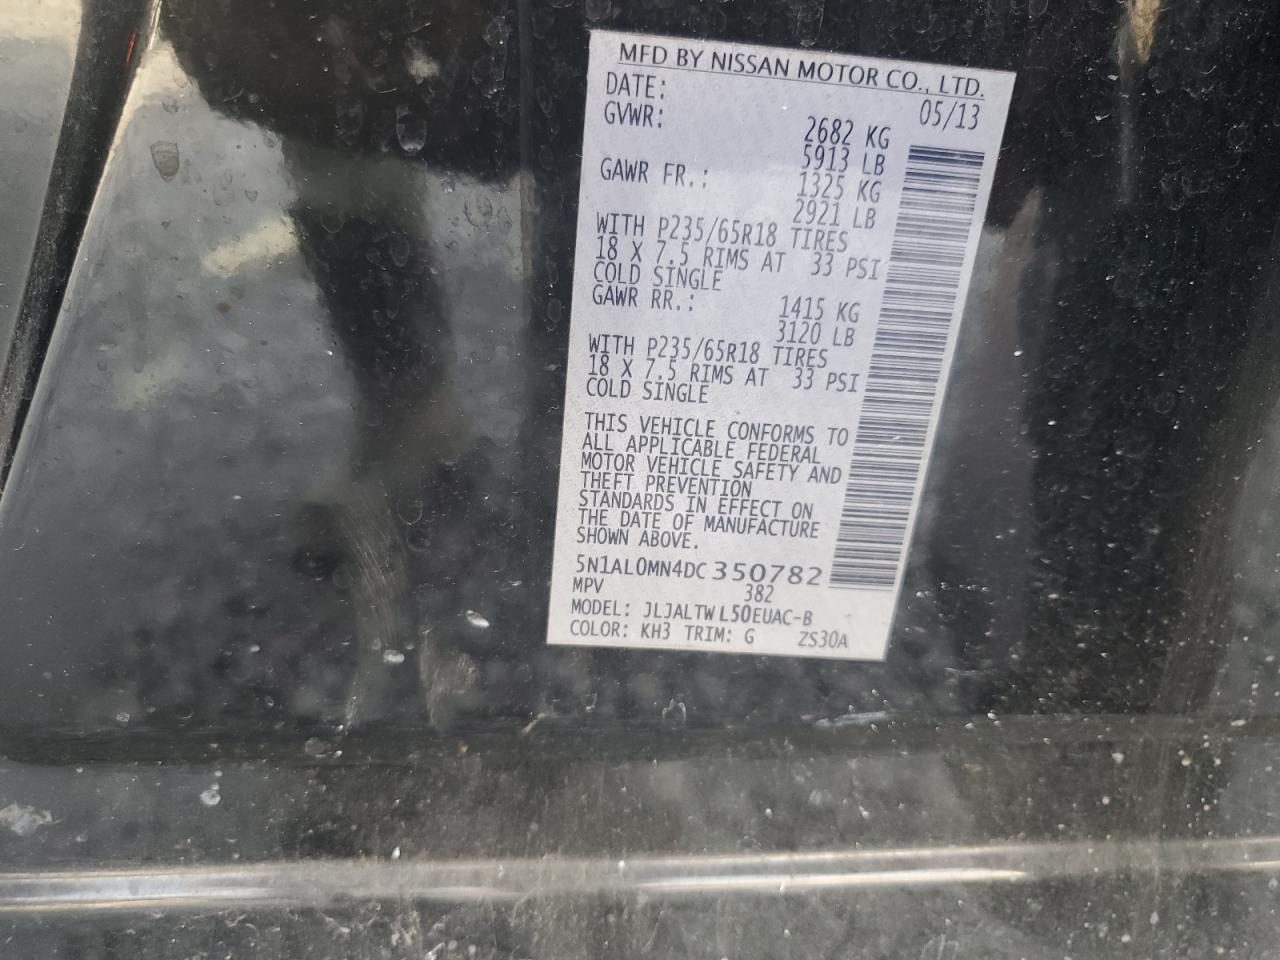 MFD BY NISSAN MOTOR CO., LTD.
DATE: 05/13
GVWR: 2682 KG
5913 LB
GAWR FR.: 1325 KG
2921 LB
WITH P235/65R18 TIRES
18 X 7.5 RIMS AT 33 PSI
COLD SINGLE
GAWR RR.: 1415 KG
3120 LB
WITH P235/65R18 TIRES
18 X 7.5 RIMS AT 33 PSI
COLD SINGLE
THIS VEHICLE CONFORMS TO
ALL APPLICABLE FEDERAL
MOTOR VEHICLE SAFETY AND
THEFT PREVENTION
STANDARDS IN EFFECT ON
THE DATE OF MANUFACTURE
SHOWN ABOVE.
5N1AL0MN4DC350782
MPV 382
MODEL: JLJALTWL50EUAC-B
COLOR: KH3 TRIM: G ZS30A